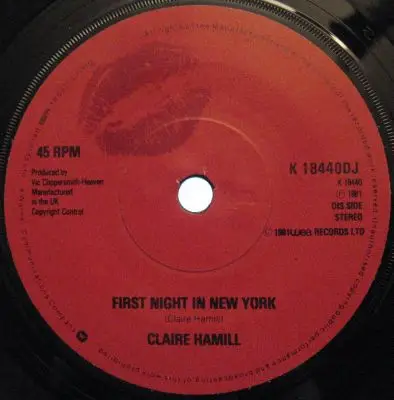 45 RPM
K 18440DJ
Produced by
Vic Coppersmith-Heaven
Manufactured
in the UK
Copyright Control
K 18440
℗ 1981
DIS.SIDE
STEREO
© 1981 wea RECORDS LTD
FIRST NIGHT IN NEW YORK
(Claire Hamill)
CLAIRE HAMILL